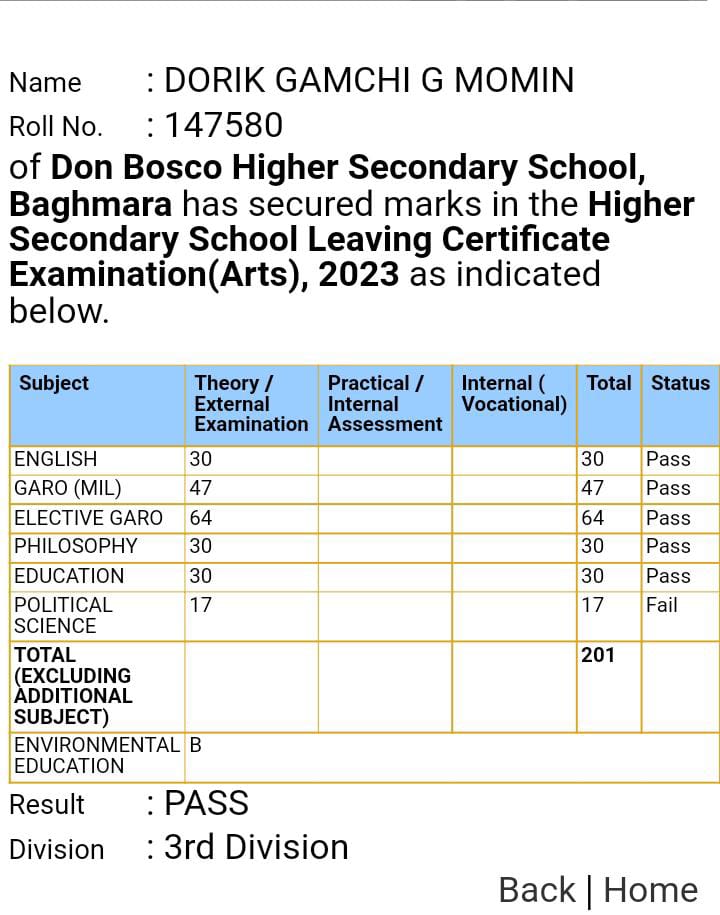 Name : DORIK GAMCHI G MOMIN
Roll No. : 147580
of Don Bosco Higher Secondary School,
Baghmara has secured marks in the Higher
Secondary School Leaving Certificate
Examination(Arts), 2023 as indicated
below.
Subject Theory / External Examination Practical / Internal Assessment Internal ( Vocational) Total Status
ENGLISH 30 30 Pass
GARO (MIL) 47 47 Pass
ELECTIVE GARO 64 64 Pass
PHILOSOPHY 30 30 Pass
EDUCATION 30 30 Pass
POLITICAL SCIENCE 17 17 Fail
TOTAL (EXCLUDING ADDITIONAL SUBJECT) 201
ENVIRONMENTAL EDUCATION B
Result : PASS
Division : 3rd Division
Back | Home